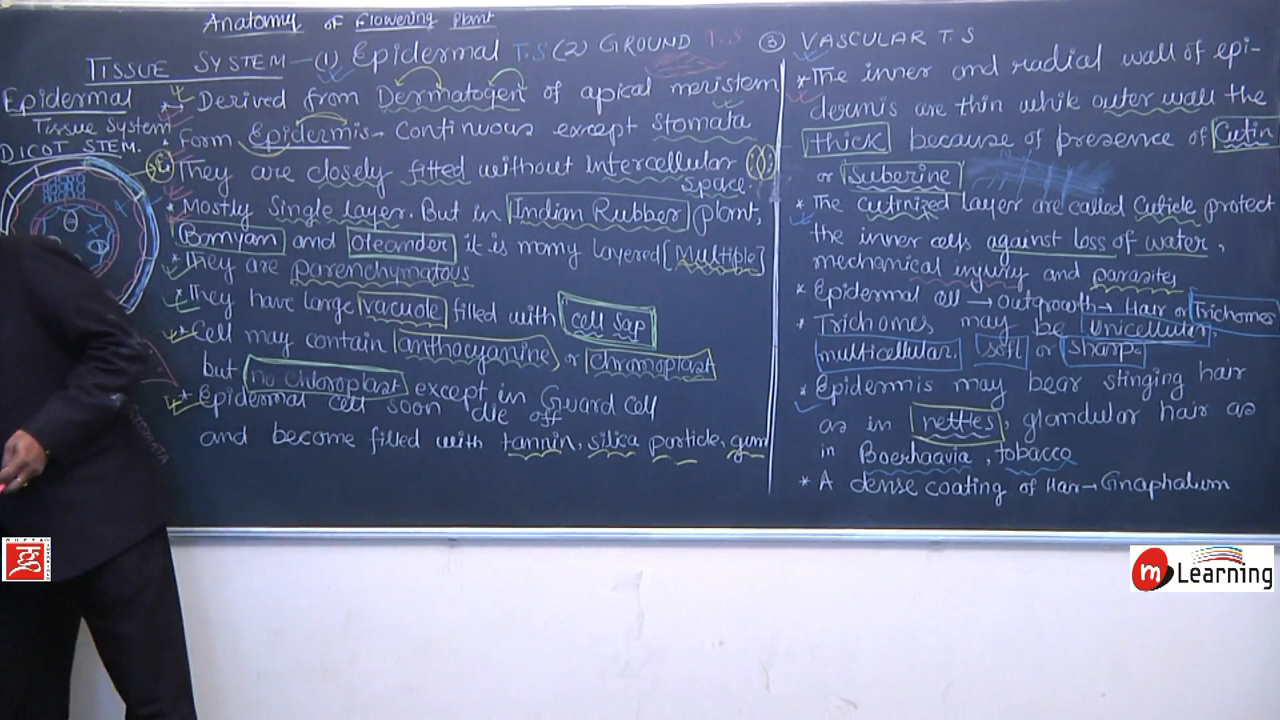 Anatomy of Flowering Plant
TISSUE SYSTEM - (1) Epidermal T.S (2) GROUND T.S (3) VASCULAR T.S
Epidermal
Tissue System
DICOT STEM.
* Derived from Dermatogen of apical meristem
* Form Epidermis - Continuous except Stomata
* They are closely fitted without Intercellular
space.
* Mostly Single layer. But in Indian Rubber plant,
Bannyan and Oleander it is many layered [Multiple]
* They are parenchymatous
* They have large vacuole filled with cell Sap
* Cell may contain anthocyanine or Chromoplast
but no chloroplast except in Guard Cell
* Epidermal cell soon die off
and become filled with tannin, silica particle, gum
STOMATA
* The inner and radial wall of epi-
dermis are thin while outer wall the
thick because of presence of Cutin
or Suberine
* The cutinized layer are called Cuticle protect
the inner cells against loss of water,
mechanical injury and parasites
* Epidermal cell → Outgrowth → Hair or Trichomes
* Trichomes may be Unicellular,
multicellular. Soft or Sharp.
* Epidermis may bear stinging hair
as in nettles, glandular hair as
in Boerhaavia, tobacco
* A dense coating of Hair → Gnaphalium
m Learning